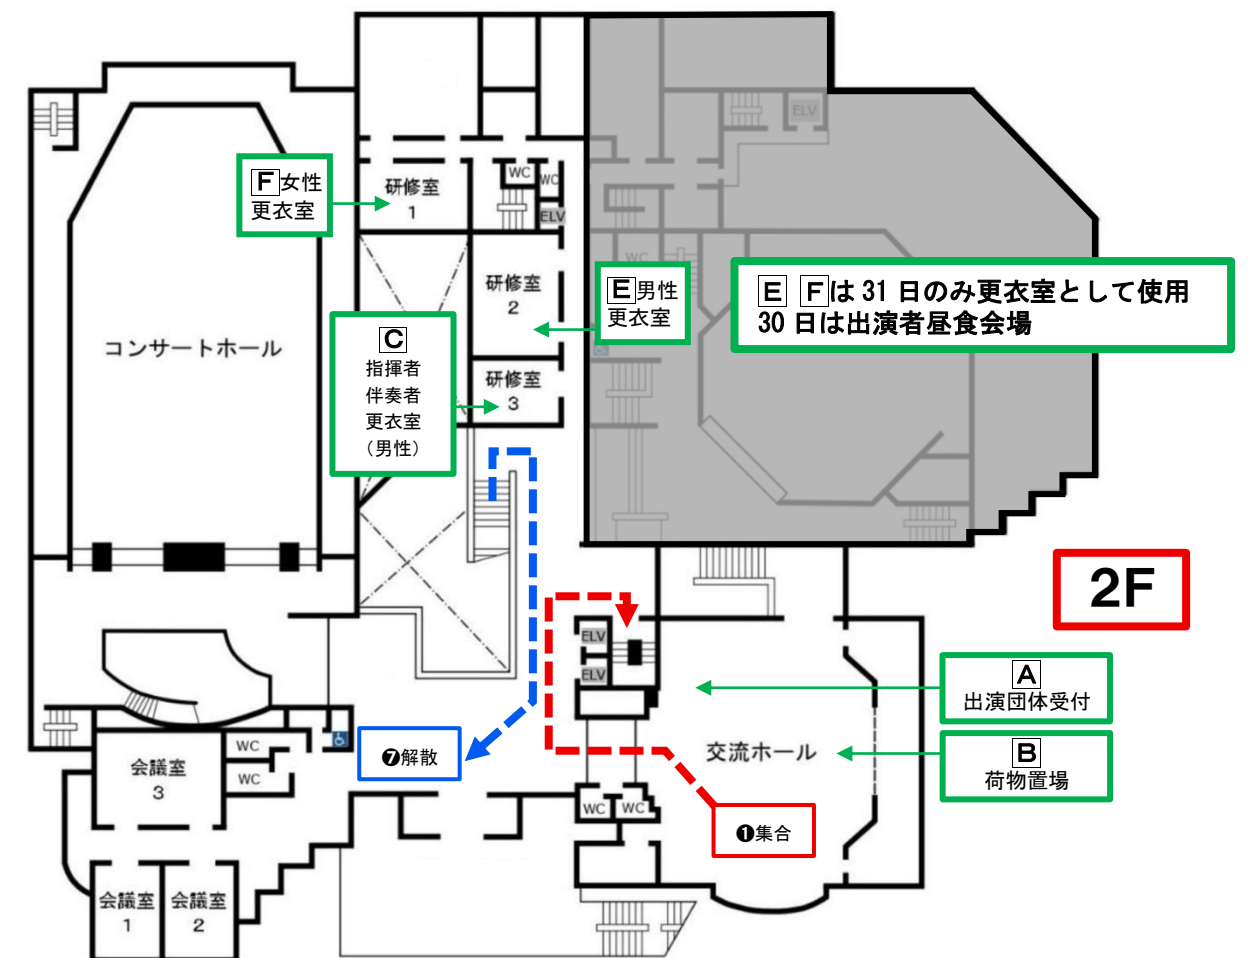 ELV
F女性
更衣室
研修室
1
WC
WC
ELV
WC
研修室
2
E男性
更衣室
E Fは31日のみ更衣室として使用
30日は出演者昼食会場
コンサートホール
C
指揮者
伴奏者
更衣室
（男性）
研修室
3
2F
ELV
ELV
A
出演団体受付
❼解散
交流ホール
B
荷物置場
会議室
3
WC
WC
WC
WC
❶集合
会議室
1
会議室
2